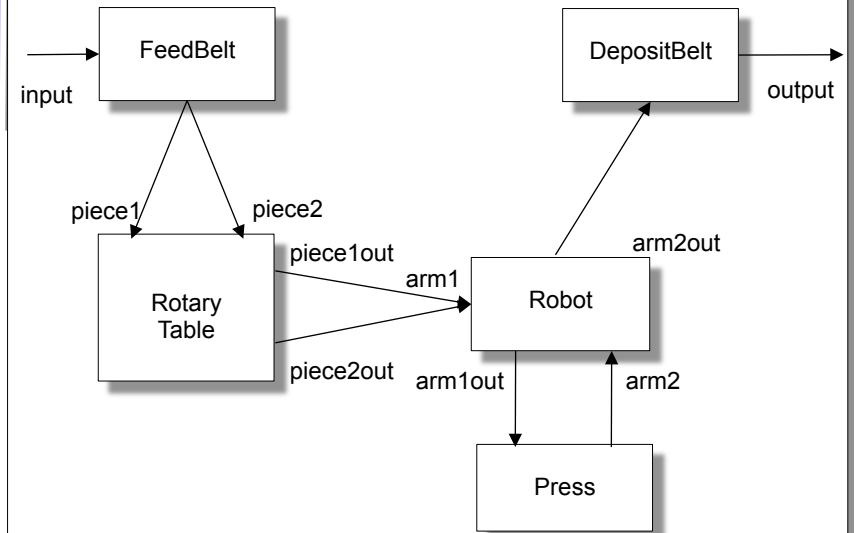 FeedBelt
DepositBelt
input
output
piece1
piece2
piece1out
arm1
arm2out
Rotary
Table
Robot
piece2out
arm1out
arm2
Press